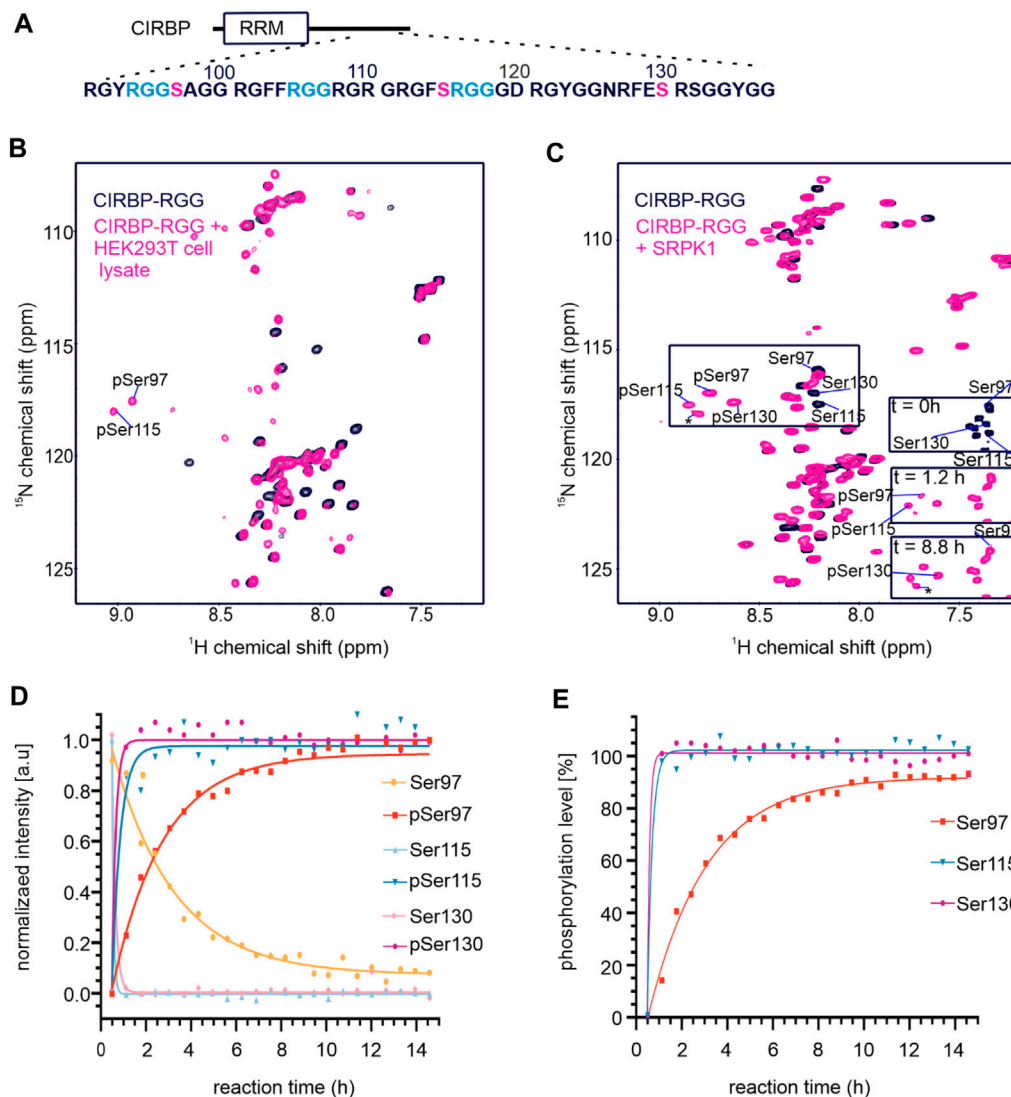 A
CIRBP RRM
100 110 120 130
RGYRGGSAGG RGFFRGGRGR GRGFSRGGGD RGYGGNRFES RSGGYGG
B
CIRBP-RGG
CIRBP-RGG +
HEK293T cell
lysate
pSer97
pSer115
110
115
120
125
15N chemical shift (ppm)
9.0 8.5 8.0 7.5
1H chemical shift (ppm)
C
CIRBP-RGG
CIRBP-RGG
+ SRPK1
Ser97
pSer97
pSer115
Ser130
pSer130 Ser115
*
Ser97
t = 0h
Ser130
Ser115
t = 1.2 h
pSer97
pSer115
Ser9
t = 8.8 h
pSer130
*
110
115
120
125
15N chemical shift (ppm)
9.0 8.5 8.0 7.5
1H chemical shift (ppm)
D
normalizaed intensity [a.u]
1.0
0.8
0.6
0.4
0.2
0.0
Ser97
pSer97
Ser115
pSer115
Ser130
pSer130
0 2 4 6 8 10 12 14
reaction time (h)
E
phosphorylation level [%]
100
80
60
40
20
0
Ser97
Ser115
Ser130
0 2 4 6 8 10 12 14
reaction time (h)